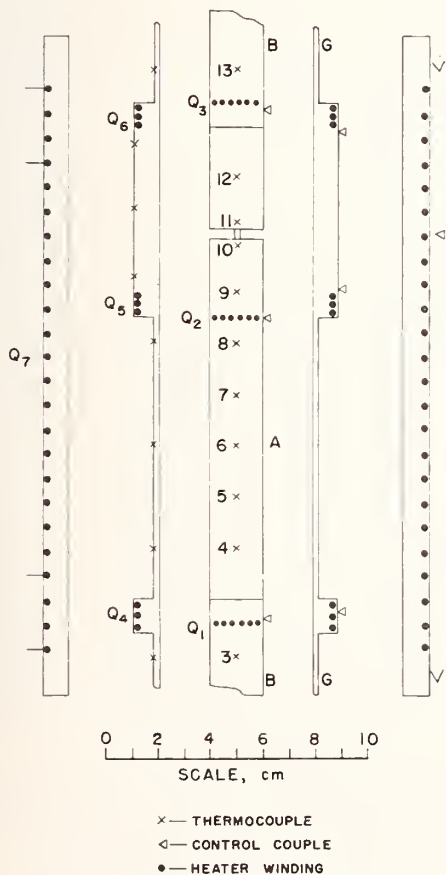 B
G
13
Q3
Q6
12
11
10
9
Q5
Q2
8
Q7
7
6
A
5
4
Q4
Q1
3
B
G
0 2 4 6 8 10
SCALE, cm
×— THERMOCOUPLE
◁— CONTROL COUPLE
●— HEATER WINDING